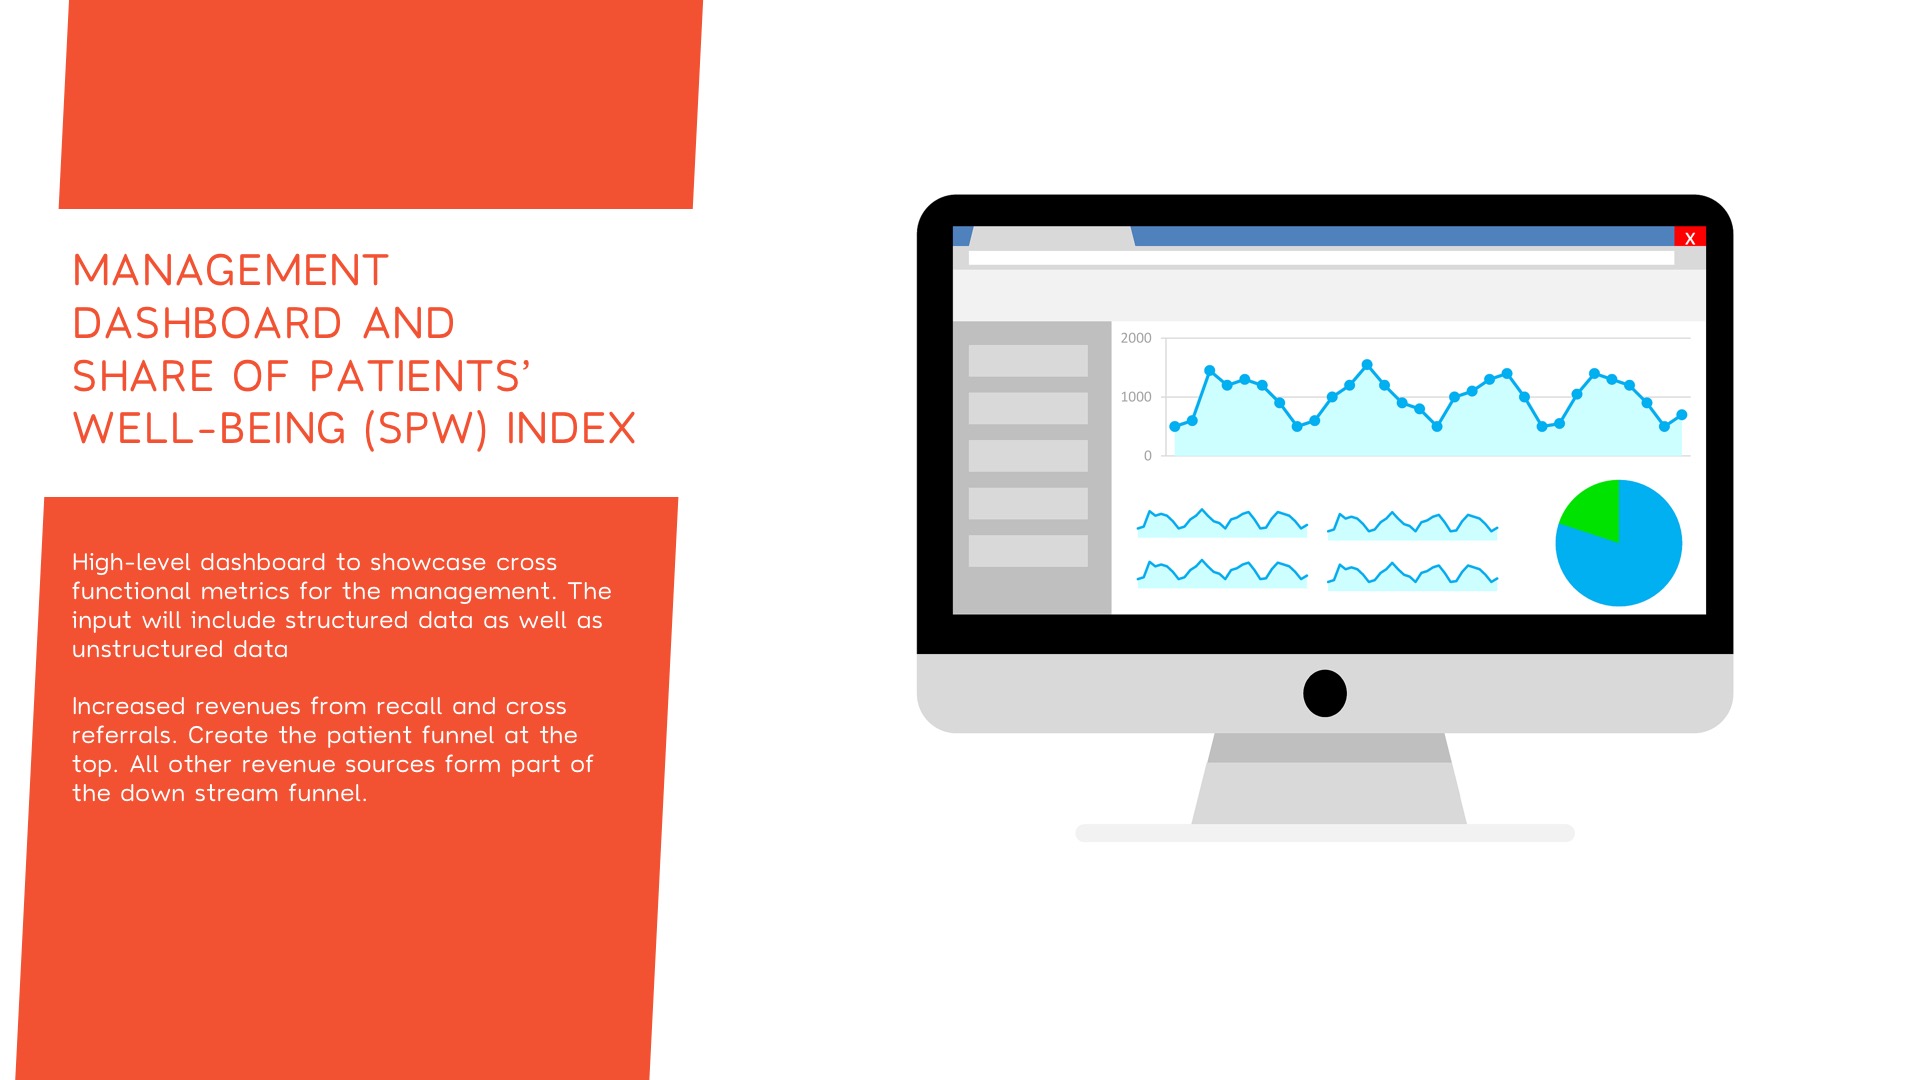 MANAGEMENT
DASHBOARD AND
SHARE OF PATIENTS’
WELL-BEING (SPW) INDEX
High-level dashboard to showcase cross
functional metrics for the management. The
input will include structured data as well as
unstructured data
Increased revenues from recall and cross
referrals. Create the patient funnel at the
top. All other revenue sources form part of
the down stream funnel.
X
2000
1000
0